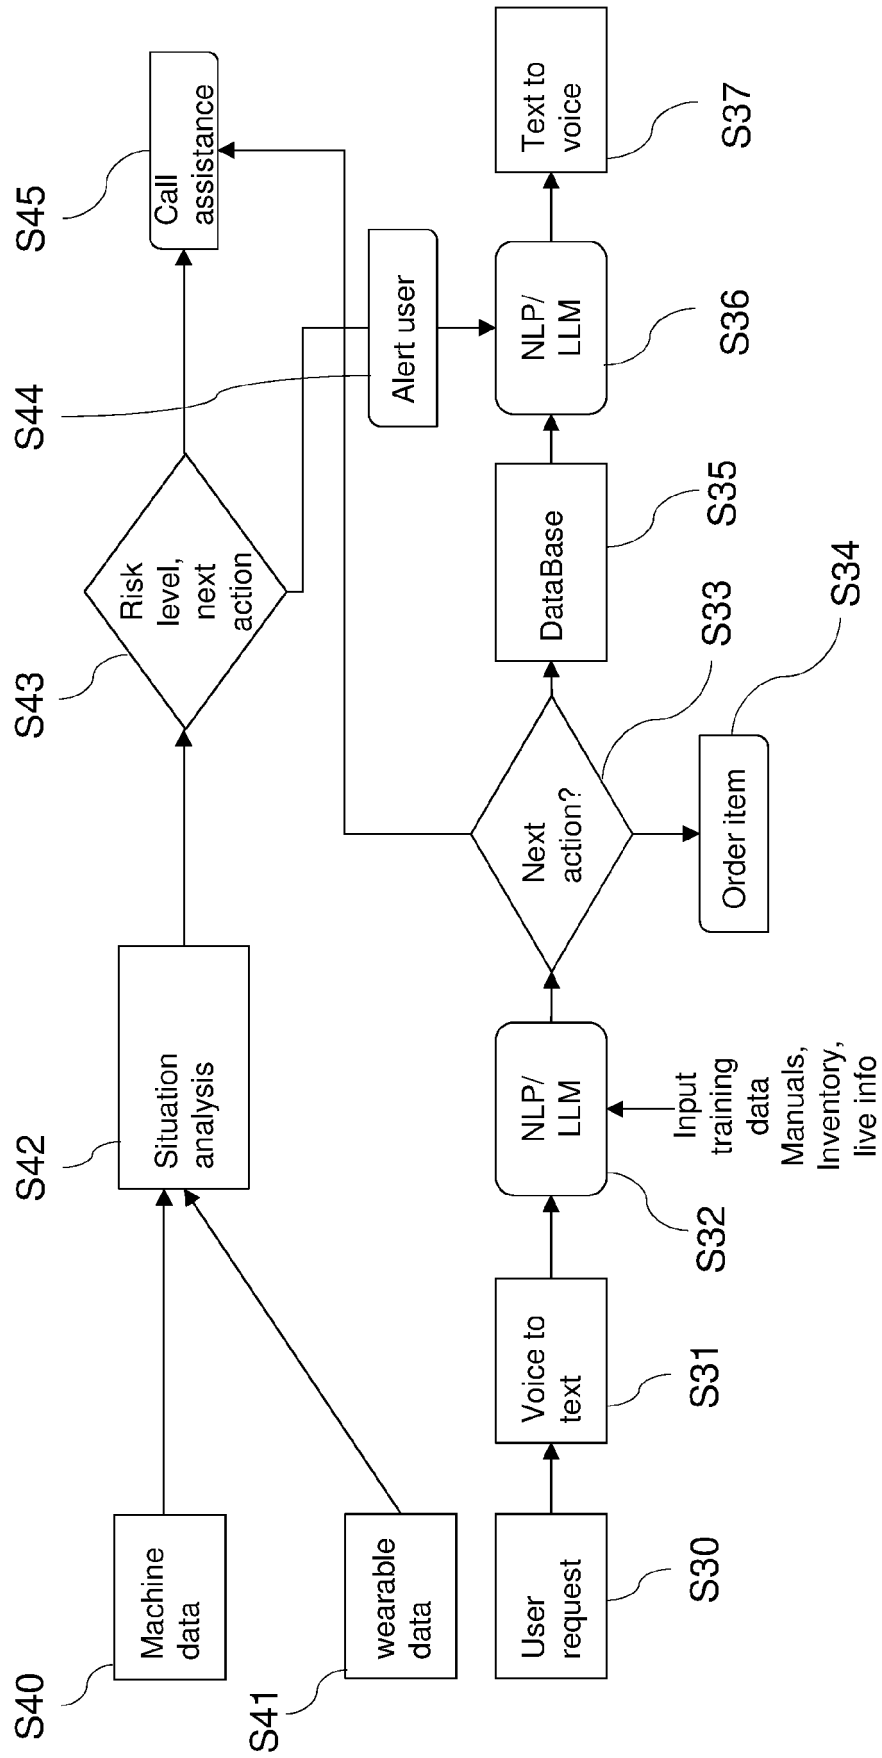 S40
Machine
data
S41
wearable
data
S42
Situation
analysis
S43
Risk
level,
next
action
S44
Alert user
S45
Call
assistance
User
request
S30
Voice to
text
S31
NLP/
LLM
S32
Input
training
data
Manuals,
Inventory,
live info
Next
action?
S33
Order item
S34
DataBase
S35
NLP/
LLM
S36
Text to
voice
S37